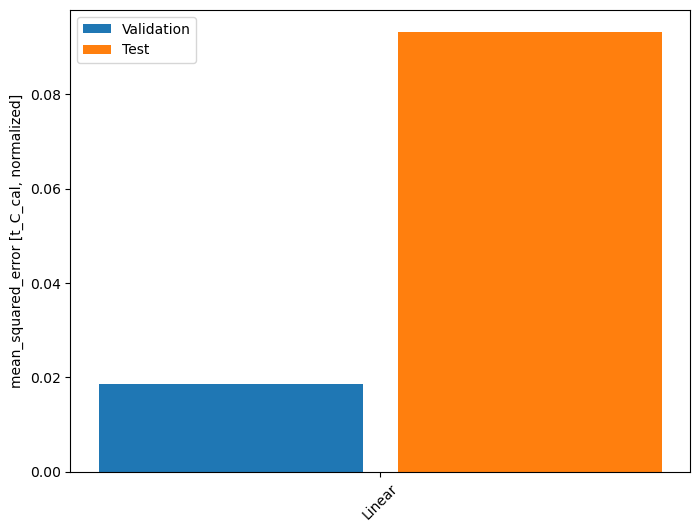 Validation
Test
mean_squared_error [t_C_cal, normalized]
0.08
0.06
0.04
0.02
0.00
Linear